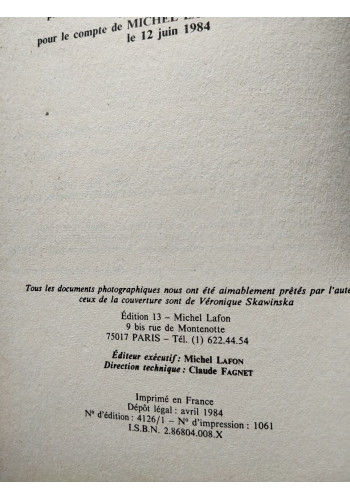 pour le compte de MICHEL
le 12 juin 1984
Tous les documents photographiques nous ont été aimablement prêtés par l'aute
ceux de la couverture sont de Véronique Skawinska
Édition 13 – Michel Lafon
9 bis rue de Montenotte
75017 PARIS – Tél. (1) 622.44.54
Éditeur exécutif : Michel LAFON
Direction technique : Claude FAGNET
Imprimé en France
Dépôt légal : avril 1984
N° d'édition : 4126/1 – N° d'impression : 1061
I.S.B.N. 2.86804.008.X